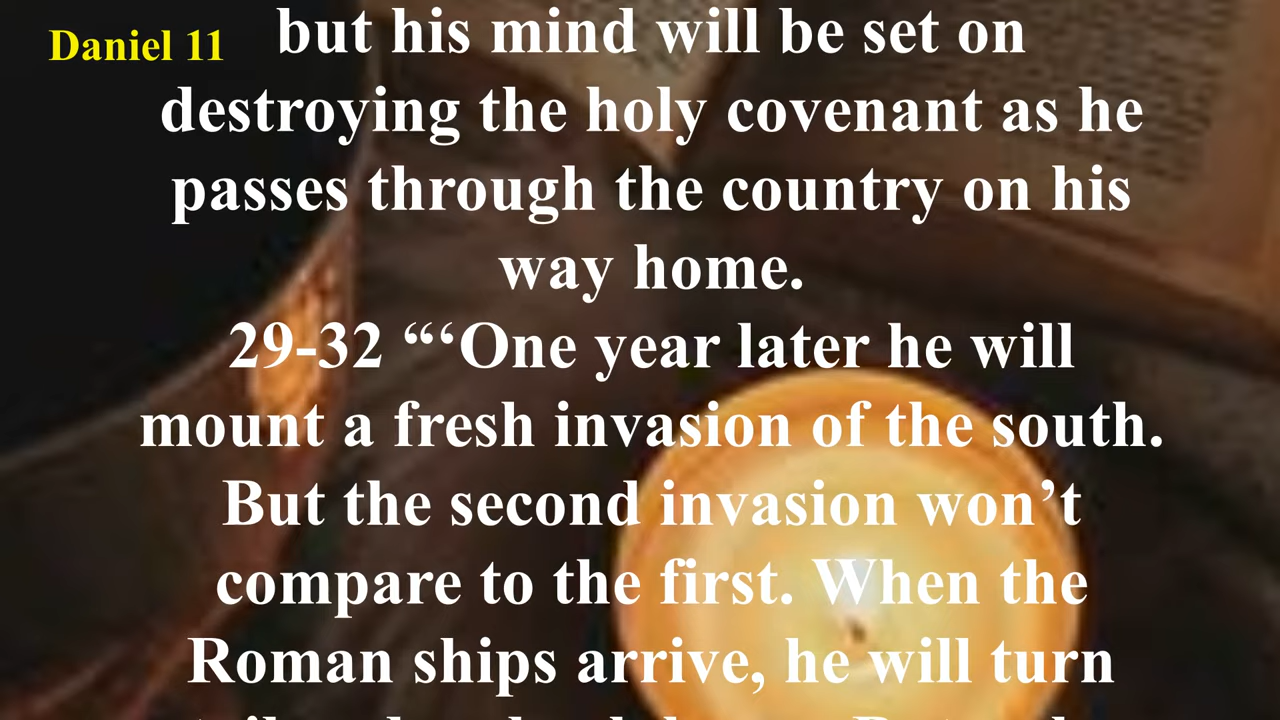 Daniel 11
but his mind will be set on
destroying the holy covenant as he
passes through the country on his
way home.
29-32 “‘One year later he will
mount a fresh invasion of the south.
But the second invasion won’t
compare to the first. When the
Roman ships arrive, he will turn